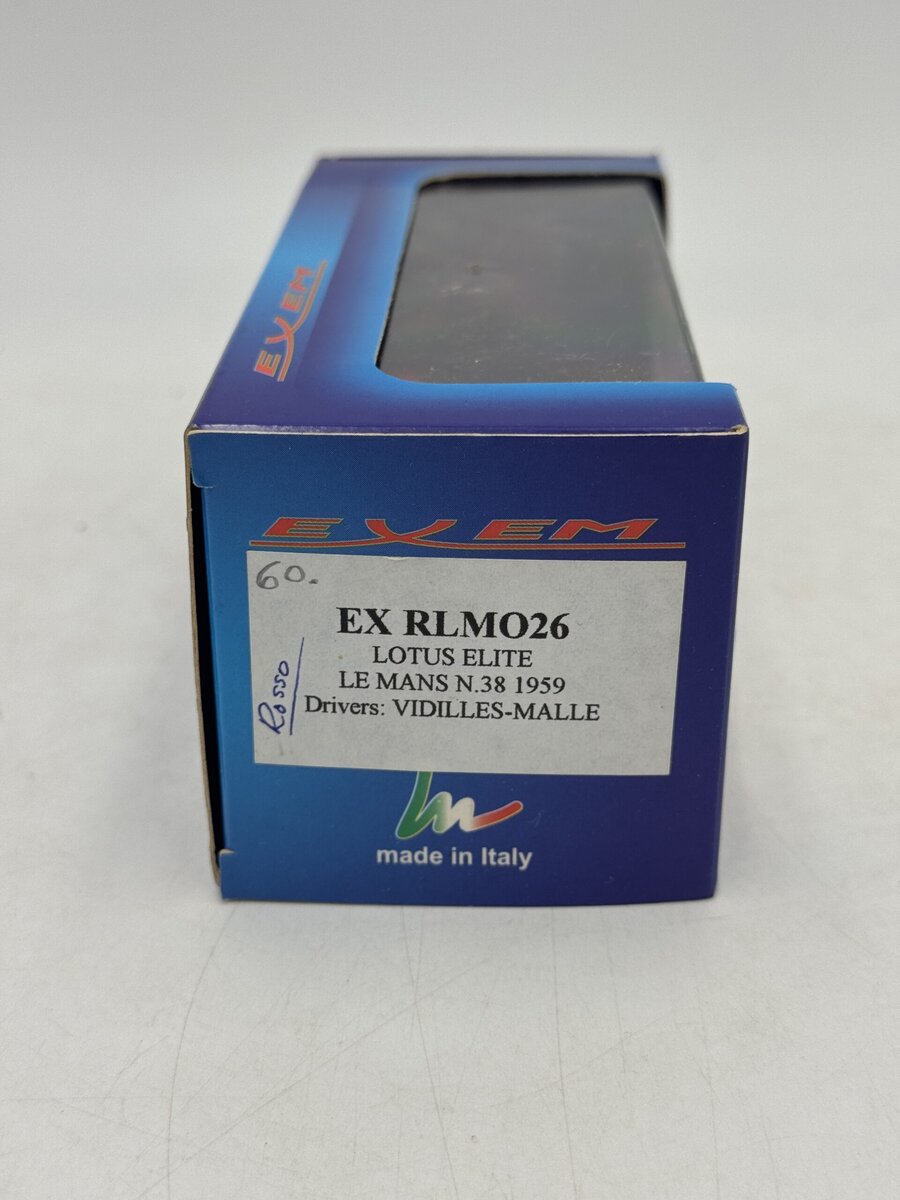 EXEM
EXEM
60.
EX RLMO26
LOTUS ELITE
LE MANS N.38 1959
Drivers: VIDILLES-MALLE
Rosso
made in Italy